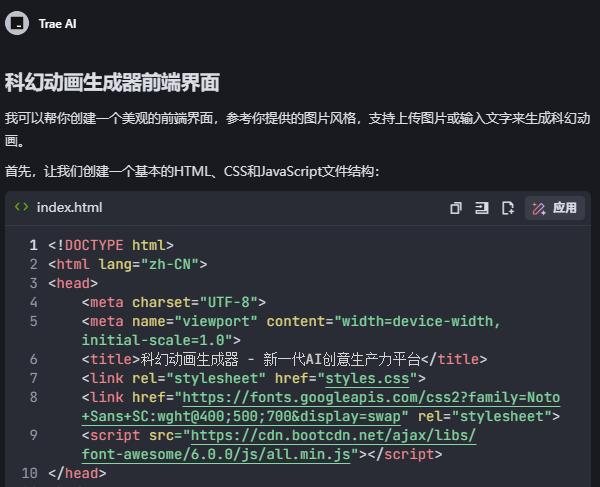 Trae AI
科幻动画生成器前端界面
我可以帮你创建一个美观的前端界面，参考你提供的图片风格，支持上传图片或输入文字来生成科幻动
画。
首先，让我们创建一个基本的HTML、CSS和JavaScript文件结构：
<> index.html 应用
1 <!DOCTYPE html>
2 <html lang="zh-CN">
3 <head>
4 <meta charset="UTF-8">
5 <meta name="viewport" content="width=device-width,
initial-scale=1.0">
6 <title>科幻动画生成器 - 新一代AI创意生产力平台</title>
7 <link rel="stylesheet" href="styles.css">
8 <link href="https://fonts.googleapis.com/css2?family=Noto
+Sans+SC:wght@400;500;700&display=swap" rel="stylesheet">
9 <script src="https://cdn.bootcdn.net/ajax/libs/
font-awesome/6.0.0/js/all.min.js"></script>
10 </head>